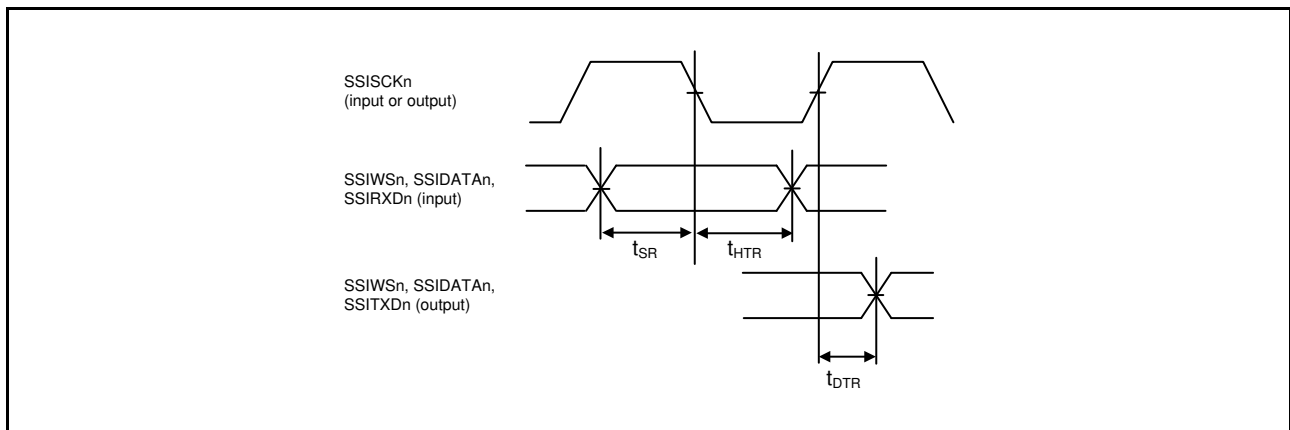 SSISCKn
(input or output)
SSIWSn, SSIDATAn,
SSIRXDn (input)
tSR
tHTR
SSIWSn, SSIDATAn,
SSITXDn (output)
tDTR